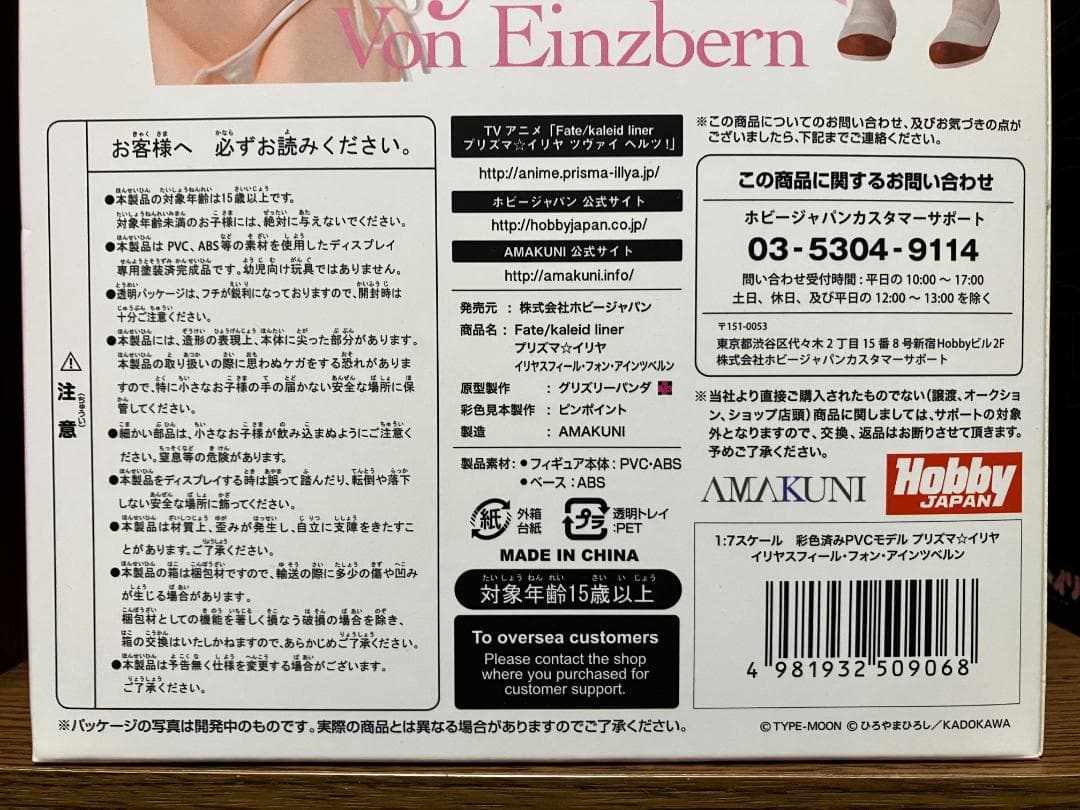 Von Einzbern
お客様へ 必ずお読みください。
注意
●本製品の対象年齢は15歳以上です。
対象年齢未満のお子様には、絶対に与えないでください。
●本製品は PVC、ABS等の素材を使用したディスプレイ
専用塗装済完成品です。幼児向け玩具ではありません。
●透明パッケージは、フチが鋭利になっておりますので、開封時は
十分ご注意ください。
●本製品には、造形の表現上、本体に尖った部分があります。
本製品の取り扱いの際に思わぬケガをする恐れがあり
ますので、特に小さなお子様の手の届かない安全な場所に保
管してください。
●細かい部品は、小さなお子様が飲み込まぬようにご注意く
ださい。窒息等の危険があります。
●本製品をディスプレイする時は誤って踏んだり、転倒や落下
しない安全な場所に飾ってください。
●本製品は材質上、歪みが発生し、自立に支障をきたすこ
とがあります。ご了承ください。
●本製品の箱は梱包材ですので、輸送の際に多少の傷や凹み
が生じる場合があります。
梱包材としての機能を著しく損なう破損の場合を除き、
箱の交換はいたしかねますので、あらかじめご了承ください。
●本製品は予告無く仕様を変更する場合がございます。
ご了承ください。
TV アニメ「Fate/kaleid liner
プリズマ☆イリヤ ツヴァイ ヘルツ!」
http://anime.prisma-illya.jp/
ホビージャパン 公式サイト
http://hobbyjapan.co.jp/
AMAKUNI 公式サイト
http://amakuni.info/
発売元 : 株式会社ホビージャパン
商品名 : Fate/kaleid liner
プリズマ☆イリヤ
イリヤスフィール・フォン・アインツベルン
原型製作 : グリズリーパンダ
彩色見本製作 : ピンポイント
製造 : AMAKUNI
製品素材 : ●フィギュア本体 : PVC・ABS
●ベース : ABS
紙 外箱 台紙 プラ 透明トレイ :PET
MADE IN CHINA
対象年齢15歳以上
To oversea customers
Please contact the shop
where you purchased for
customer support.
※この商品についてのお問い合わせ、及びお気づきの点が
ございましたら、下記までご連絡ください。
この商品に関するお問い合わせ
ホビージャパンカスタマーサポート
03-5304-9114
問い合わせ受付時間 : 平日の 10:00 〜 17:00
土日、休日、及び平日の 12:00 〜 13:00 を除く
〒151-0053
東京都渋谷区代々木 2 丁目 15 番 8 号新宿Hobbyビル2F
株式会社ホビージャパンカスタマーサポート
※当社より直接ご購入されたものでない(譲渡、オークショ
ン、ショップ店頭)商品に関しましては、サポートの対象
外となりますので、交換、返品はお断りさせて頂きます。
予めご了承ください。
AMAKUNI
Hobby
JAPAN
1:7スケール 彩色済みPVCモデル プリズマ☆イリヤ
イリヤスフィール・フォン・アインツベルン
4 981932 509068
※パッケージの写真は開発中のものです。実際の商品とは異なる場合がありますのでご了承ください。
© TYPE-MOON © ひろやまひろし/KADOKAWA